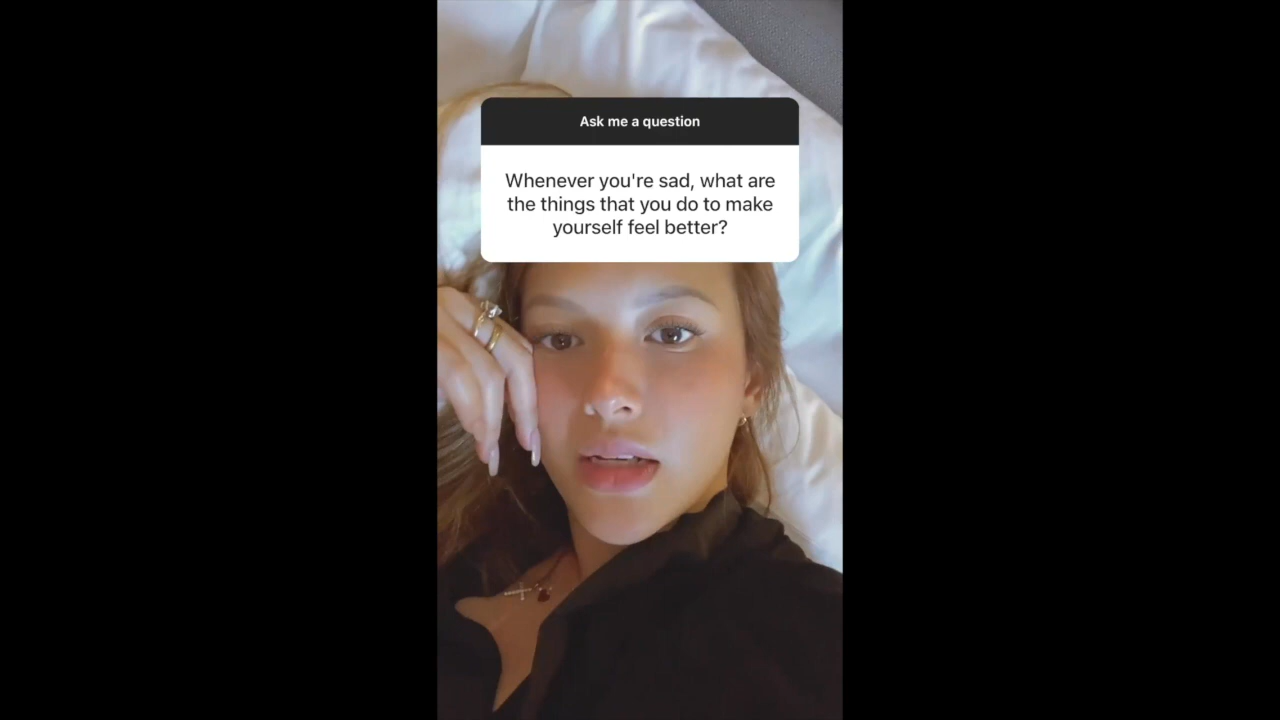 Ask me a question
Whenever you're sad, what are
the things that you do to make
yourself feel better?